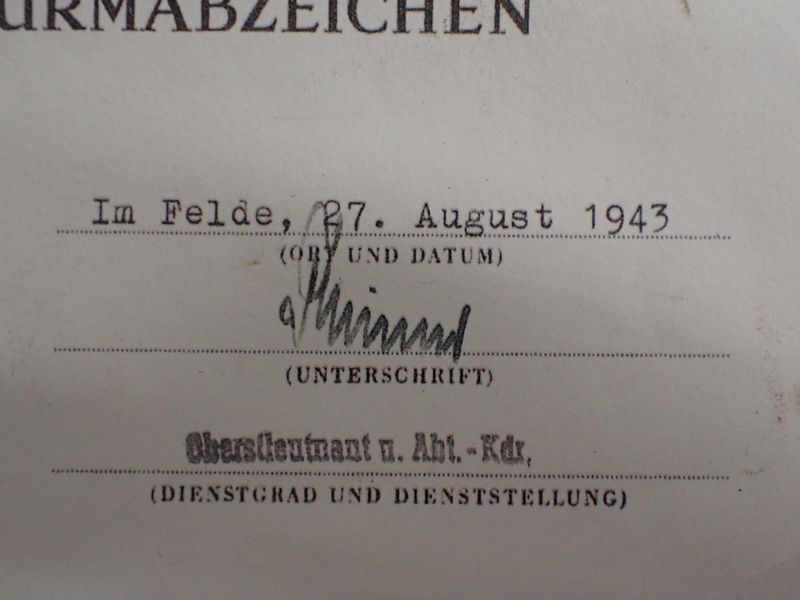 URMABZEICHEN
Im Felde, 27. August 1943
(ORT UND DATUM)
(UNTERSCHRIFT)
Oberstleutnant u. Abt.-Kdr.
(DIENSTGRAD UND DIENSTSTELLUNG)